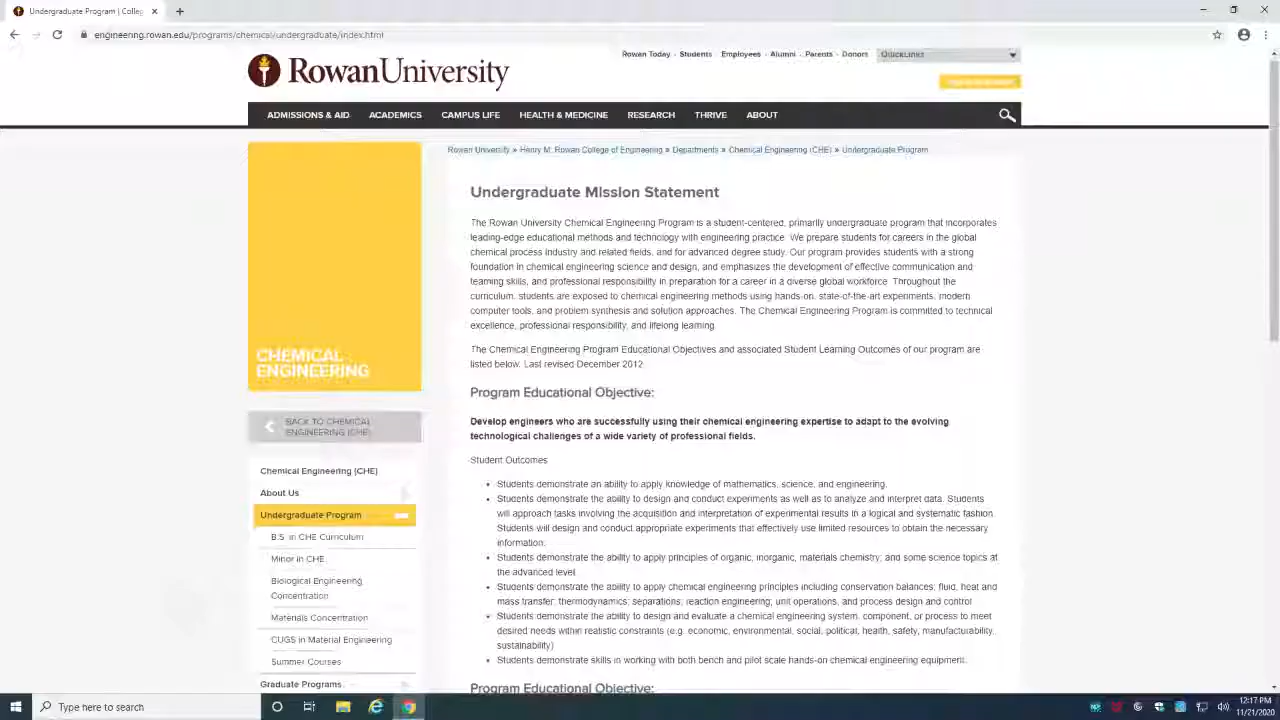 Undergraduate Program | Colleg
engineering.rowan.edu/programs/chemical/undergraduate/index.html
Rowan Today Students Employees Alumni Parents Donors QUICKLINKS
RowanUniversity
ADMISSIONS & AID ACADEMICS CAMPUS LIFE HEALTH & MEDICINE RESEARCH THRIVE ABOUT
Rowan University » Henry M. Rowan College of Engineering » Departments » Chemical Engineering (CHE) » Undergraduate Program
CHEMICAL
ENGINEERING
BACK TO CHEMICAL
ENGINEERING (CHE)
Chemical Engineering (CHE)
About Us
Undergraduate Program
B.S. in CHE Curriculum
Minor in CHE
Biological Engineering
Concentration
Materials Concentration
CUGS in Material Engineering
Summer Courses
Graduate Programs
Undergraduate Mission Statement
The Rowan University Chemical Engineering Program is a student-centered, primarily undergraduate program that incorporates
leading-edge educational methods and technology with engineering practice. We prepare students for careers in the global
chemical process industry and related fields, and for advanced degree study. Our program provides students with a strong
foundation in chemical engineering science and design, and emphasizes the development of effective communication and
teaming skills, and professional responsibility in preparation for a career in a diverse global workforce. Throughout the
curriculum, students are exposed to chemical engineering methods using hands-on, state-of-the-art experiments, modern
computer tools, and problem synthesis and solution approaches. The Chemical Engineering Program is committed to technical
excellence, professional responsibility, and lifelong learning.
The Chemical Engineering Program Educational Objectives and associated Student Learning Outcomes of our program are
listed below. Last revised December 2012.
Program Educational Objective:
Develop engineers who are successfully using their chemical engineering expertise to adapt to the evolving
technological challenges of a wide variety of professional fields.
Student Outcomes
• Students demonstrate an ability to apply knowledge of mathematics, science, and engineering.
• Students demonstrate the ability to design and conduct experiments as well as to analyze and interpret data. Students
will approach tasks involving the acquisition and interpretation of experimental results in a logical and systematic fashion.
Students will design and conduct appropriate experiments that effectively use limited resources to obtain the necessary
information.
• Students demonstrate the ability to apply principles of organic, inorganic, materials chemistry; and some science topics at
the advanced level.
• Students demonstrate the ability to apply chemical engineering principles including conservation balances; fluid, heat and
mass transfer; thermodynamics; separations; reaction engineering; unit operations, and process design and control
• Students demonstrate the ability to design and evaluate a chemical engineering system, component, or process to meet
desired needs within realistic constraints (e.g. economic, environmental, social, political, health, safety, manufacturability,
sustainability)
• Students demonstrate skills in working with both bench and pilot scale hands-on chemical engineering equipment.
Program Educational Objective:
Type here to search
12:17 PM
11/21/2020